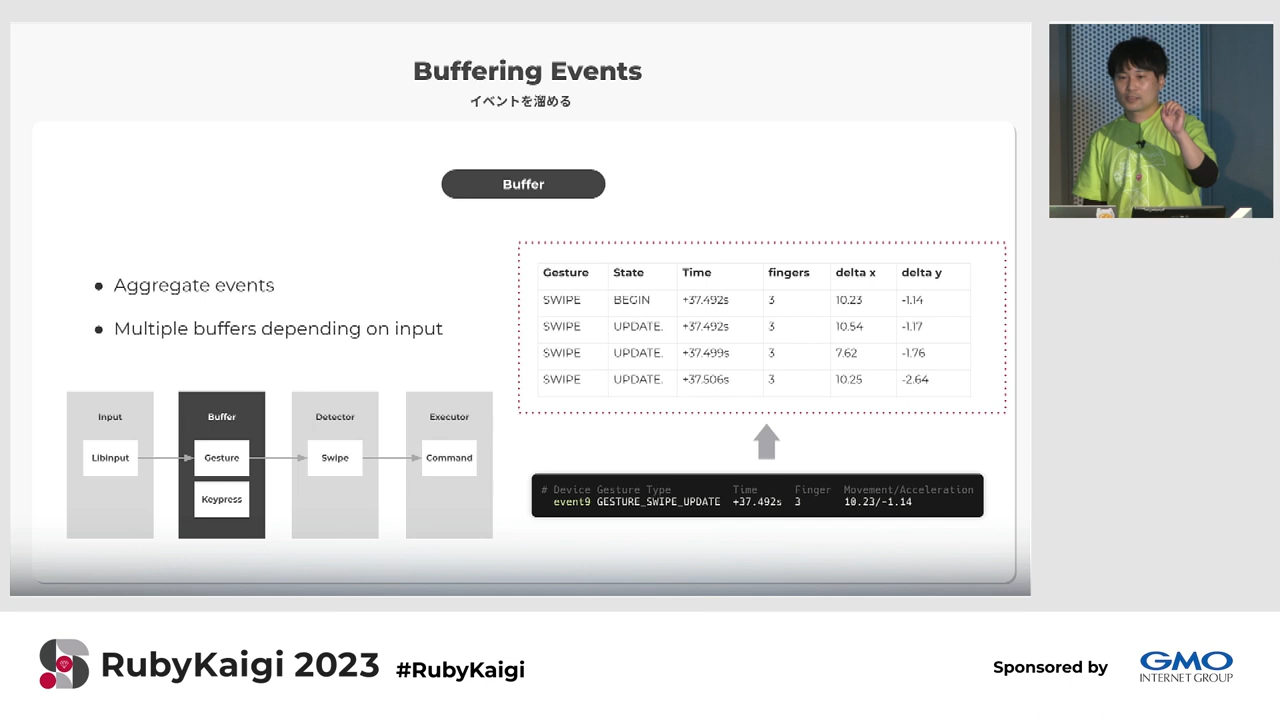 Buffering Events
イベントを溜める
Buffer
• Aggregate events
• Multiple buffers depending on input
Input
Libinput
Buffer
Gesture
Keypress
Detector
Swipe
Executor
Command
Gesture State Time fingers delta x delta y
SWIPE BEGIN +37.492s 3 10.23 -1.14
SWIPE UPDATE. +37.492s 3 10.54 -1.17
SWIPE UPDATE. +37.499s 3 7.62 -1.76
SWIPE UPDATE. +37.506s 3 10.25 -2.64
# Device Gesture Type Time Finger Movement/Acceleration
event9 GESTURE_SWIPE_UPDATE +37.492s 3 10.23/-1.14
RubyKaigi 2023 #RubyKaigi
Sponsored by
GMO
INTERNET GROUP